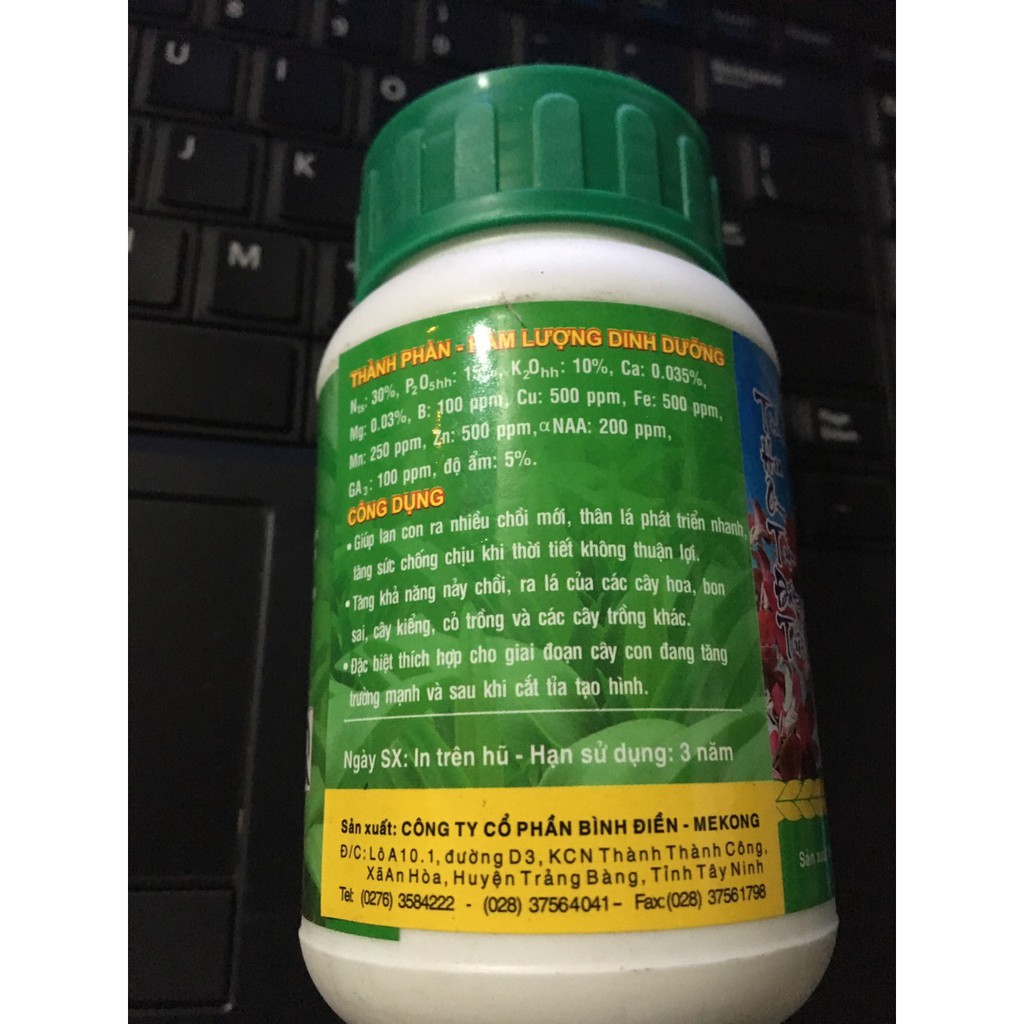 U
I
O
J
K
M
THÀNH PHẦN - HÀM LƯỢNG DINH DƯỠNG
Nts: 30%, P2O5hh: 15%, K2Ohh: 10%, Ca: 0.035%,
Mg: 0.03%, B: 100 ppm, Cu: 500 ppm, Fe: 500 ppm,
Mn: 250 ppm, Zn: 500 ppm, αNAA: 200 ppm,
GA3: 100 ppm, độ ẩm: 5%.
CÔNG DỤNG
• Giúp lan con ra nhiều chồi mới, thân lá phát triển nhanh,
tăng sức chống chịu khi thời tiết không thuận lợi.
• Tăng khả năng nảy chồi, ra lá của các cây hoa, bon
sai, cây kiểng, cỏ trồng và các cây trồng khác.
• Đặc biệt thích hợp cho giai đoạn cây con đang tăng
trưởng mạnh và sau khi cắt tỉa tạo hình.
Ngày SX: In trên hũ - Hạn sử dụng: 3 năm
Sản xuất: CÔNG TY CỔ PHẦN BÌNH ĐIỀN - MEKONG
Đ/C: Lô A10.1, đường D3, KCN Thành Thành Công,
Xã An Hòa, Huyện Trảng Bàng, Tỉnh Tây Ninh
Tel: (0276) 3584222 - (028) 37564041 - Fax: (028) 37561798
Sản